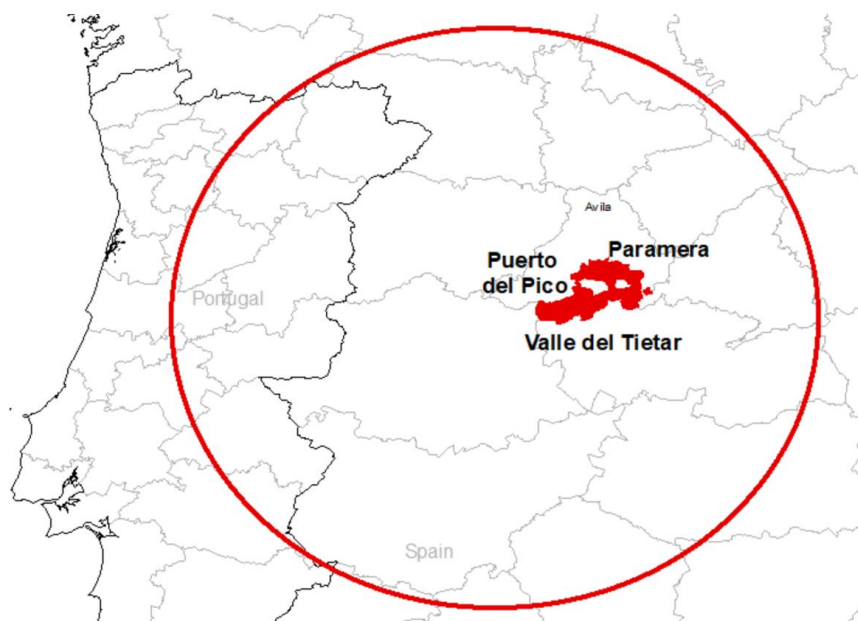 Avila
Paramera
Puerto
del Pico
Portugal
Valle del Tietar
Spain